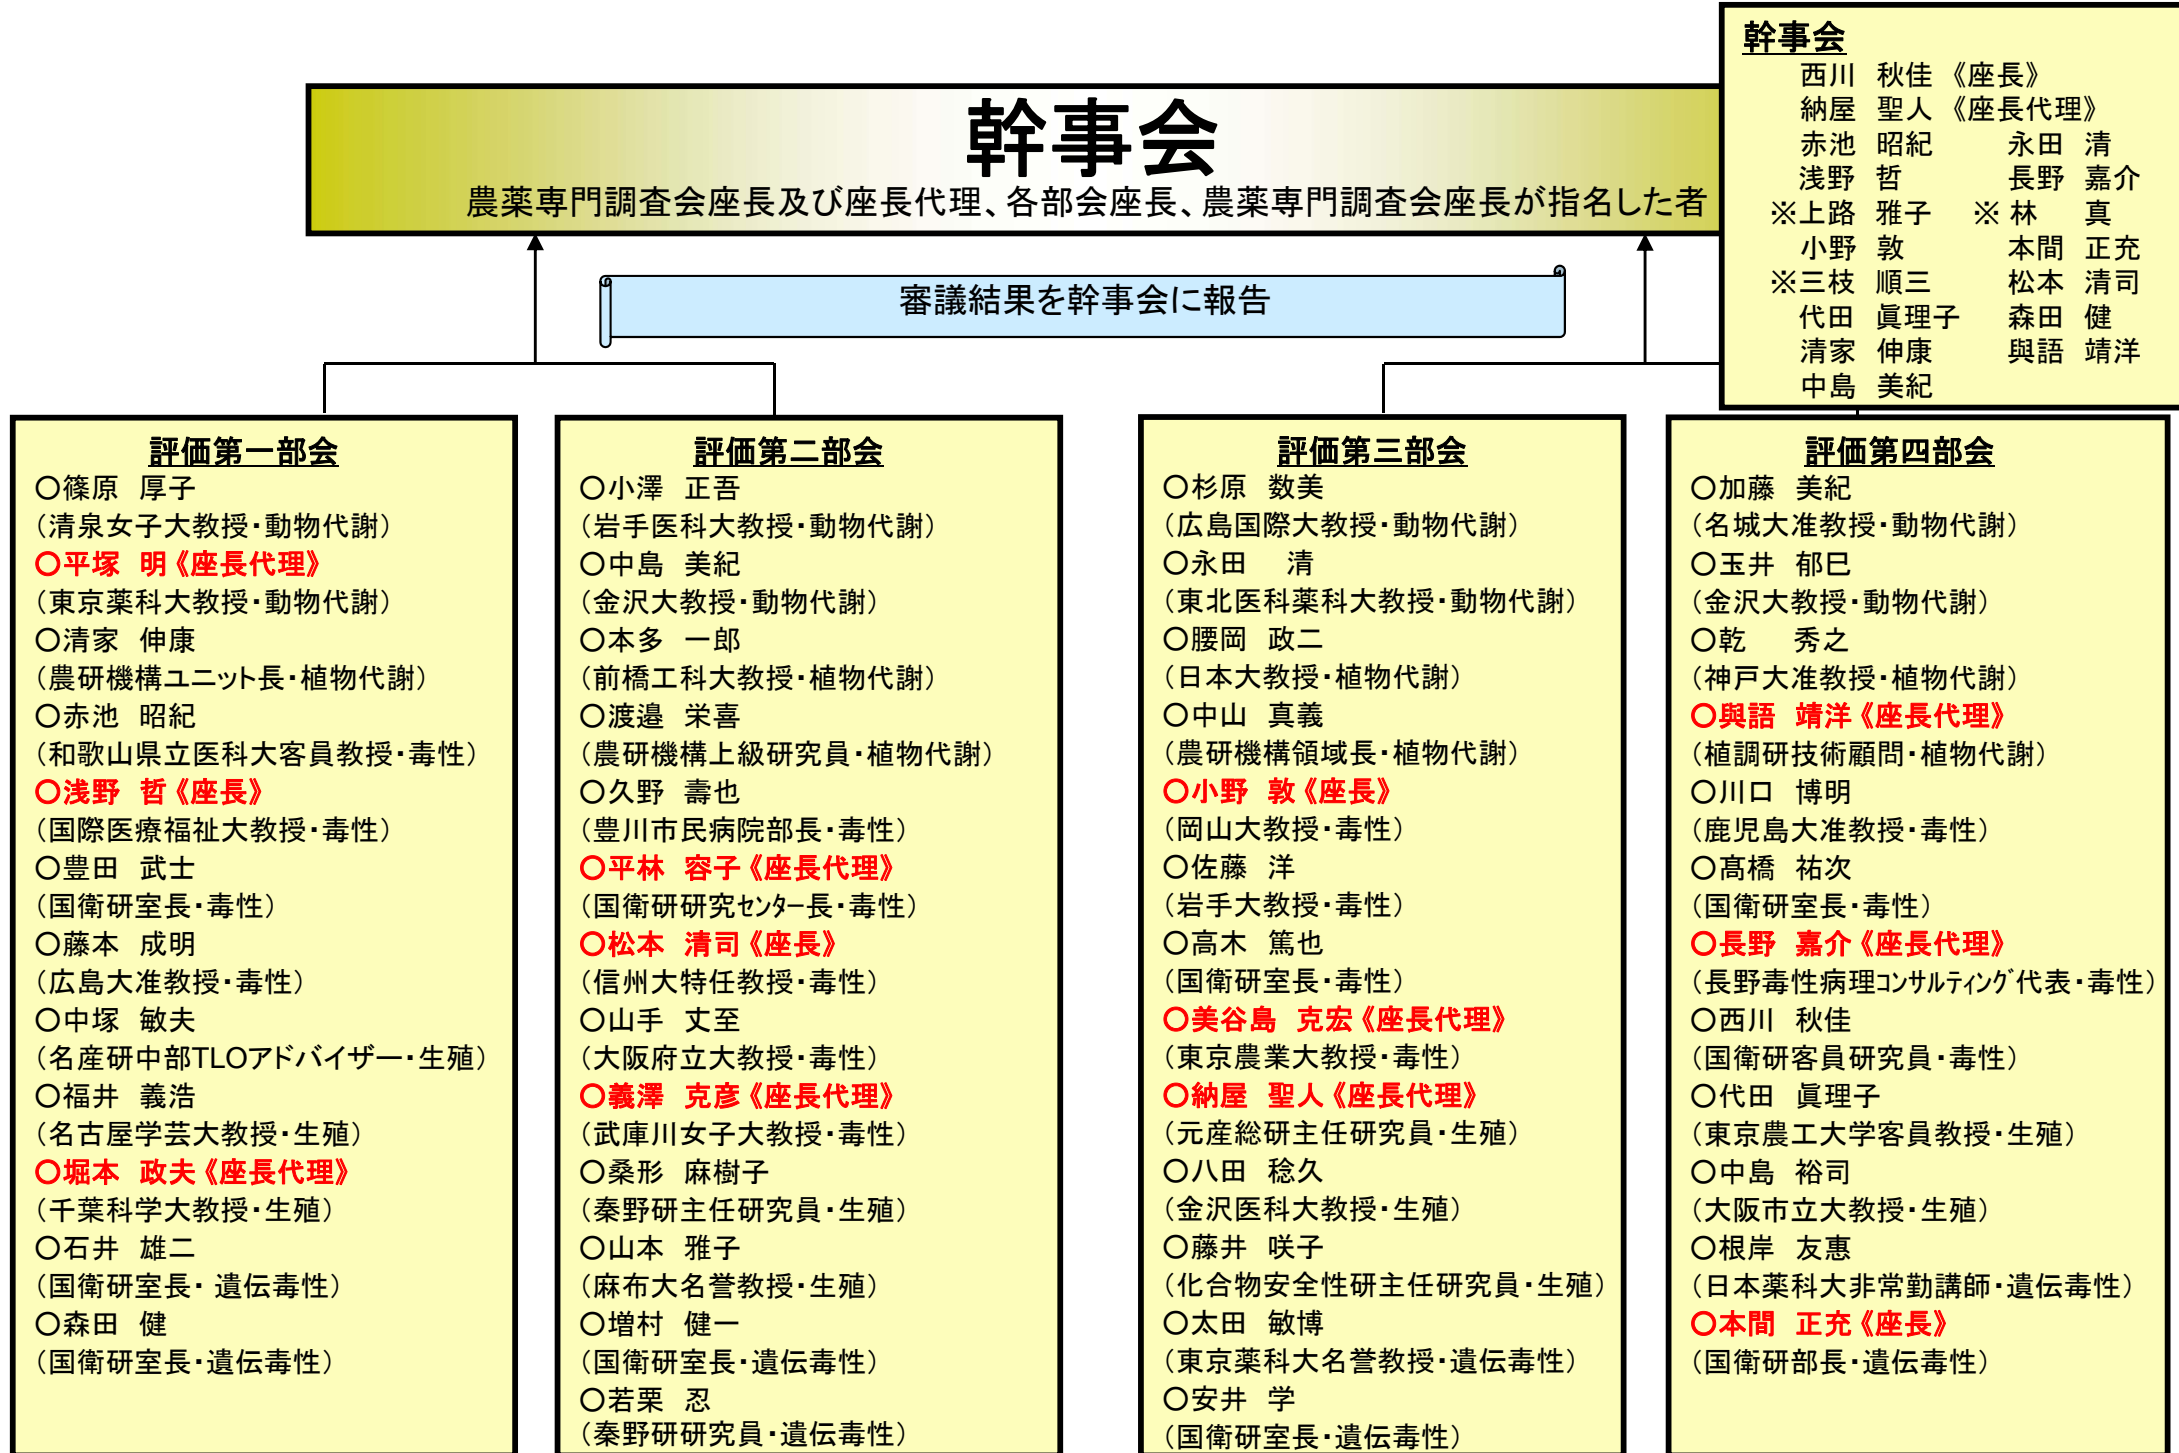 幹事会
農薬専門調査会座長及び座長代理、各部会座長、農薬専門調査会座長が指名した者
幹事会
西川　秋佳《座長》
納屋　聖人《座長代理》
赤池　昭紀　永田　清
浅野　哲　長野　嘉介
※上路　雅子　※林　真
小野　敦　本間　正充
※三枝　順三　松本　清司
代田　眞理子　森田　健
清家　伸康　與語　靖洋
中島　美紀
審議結果を幹事会に報告
評価第一部会
○篠原　厚子
（清泉女子大教授・動物代謝）
○平塚　明《座長代理》
（東京薬科大教授・動物代謝）
○清家　伸康
（農研機構ユニット長・植物代謝）
○赤池　昭紀
（和歌山県立医科大客員教授・毒性）
○浅野　哲《座長》
（国際医療福祉大教授・毒性）
○豊田　武士
（国衛研室長・毒性）
○藤本　成明
（広島大准教授・毒性）
○中塚　敏夫
（名産研中部TLOアドバイザー・生殖）
○福井　義浩
（名古屋学芸大教授・生殖）
○堀本　政夫《座長代理》
（千葉科学大教授・生殖）
○石井　雄二
（国衛研室長・ 遺伝毒性）
○森田　健
（国衛研室長・遺伝毒性）
評価第二部会
○小澤　正吾
（岩手医科大教授・動物代謝）
○中島　美紀
（金沢大教授・動物代謝）
○本多　一郎
（前橋工科大教授・植物代謝）
○渡邉　栄喜
（農研機構上級研究員・植物代謝）
○久野　壽也
（豊川市民病院部長・毒性）
○平林　容子《座長代理》
（国衛研研究ｾﾝﾀｰ長・毒性）
○松本　清司《座長》
（信州大特任教授・毒性）
○山手　丈至
（大阪府立大教授・毒性）
○義澤　克彦《座長代理》
（武庫川女子大教授・毒性）
○桑形　麻樹子
（秦野研主任研究員・生殖）
○山本　雅子
（麻布大名誉教授・生殖）
○増村　健一
（国衛研室長・遺伝毒性）
○若栗　忍
（秦野研研究員・遺伝毒性）
評価第三部会
○杉原　数美
（広島国際大教授・動物代謝）
○永田　清
（東北医科薬科大教授・動物代謝）
○腰岡　政二
（日本大教授・植物代謝）
○中山　真義
（農研機構領域長・植物代謝）
○小野　敦《座長》
（岡山大教授・毒性）
○佐藤　洋
（岩手大教授・毒性）
○高木　篤也
（国衛研室長・毒性）
○美谷島　克宏《座長代理》
（東京農業大教授・毒性）
○納屋　聖人《座長代理》
（元産総研主任研究員・生殖）
○八田　稔久
（金沢医科大教授・生殖）
○藤井　咲子
（化合物安全性研主任研究員・生殖）
○太田　敏博
（東京薬科大名誉教授・遺伝毒性）
○安井　学
（国衛研室長・遺伝毒性）
評価第四部会
○加藤　美紀
（名城大准教授・動物代謝）
○玉井　郁巳
（金沢大教授・動物代謝）
○乾　秀之
（神戸大准教授・植物代謝）
○與語　靖洋《座長代理》
（植調研技術顧問・植物代謝）
○川口　博明
（鹿児島大准教授・毒性）
○髙橋　祐次
（国衛研室長・毒性）
○長野　嘉介《座長代理》
（長野毒性病理ｺﾝｻﾙﾃｨﾝｸﾞ代表・毒性）
○西川　秋佳
（国衛研客員研究員・毒性）
○代田　眞理子
（東京農工大学客員教授・生殖）
○中島　裕司
（大阪市立大教授・生殖）
○根岸　友惠
（日本薬科大非常勤講師・遺伝毒性）
○本間　正充《座長》
（国衛研部長・遺伝毒性）